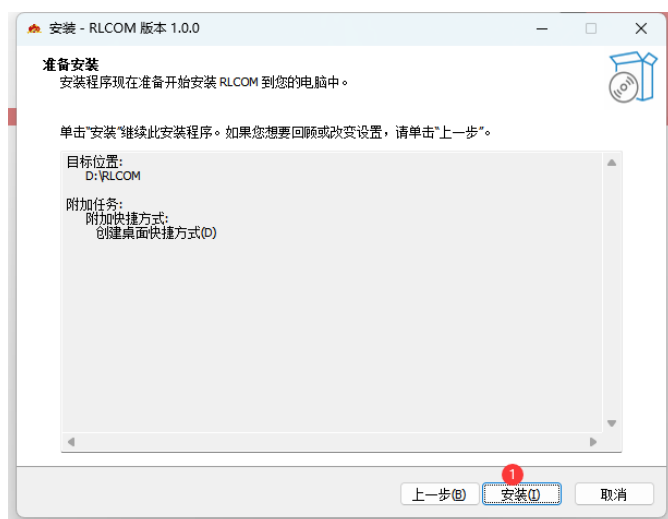 安装 - RLCOM 版本 1.0.0
准备安装
安装程序现在准备开始安装 RLCOM 到您的电脑中。
单击“安装”继续此安装程序。如果您想要回顾或改变设置，请单击“上一步”。
目标位置:
D:\RLCOM
附加任务:
附加快捷方式:
创建桌面快捷方式(D)
1
上一步(B) 安装(I) 取消